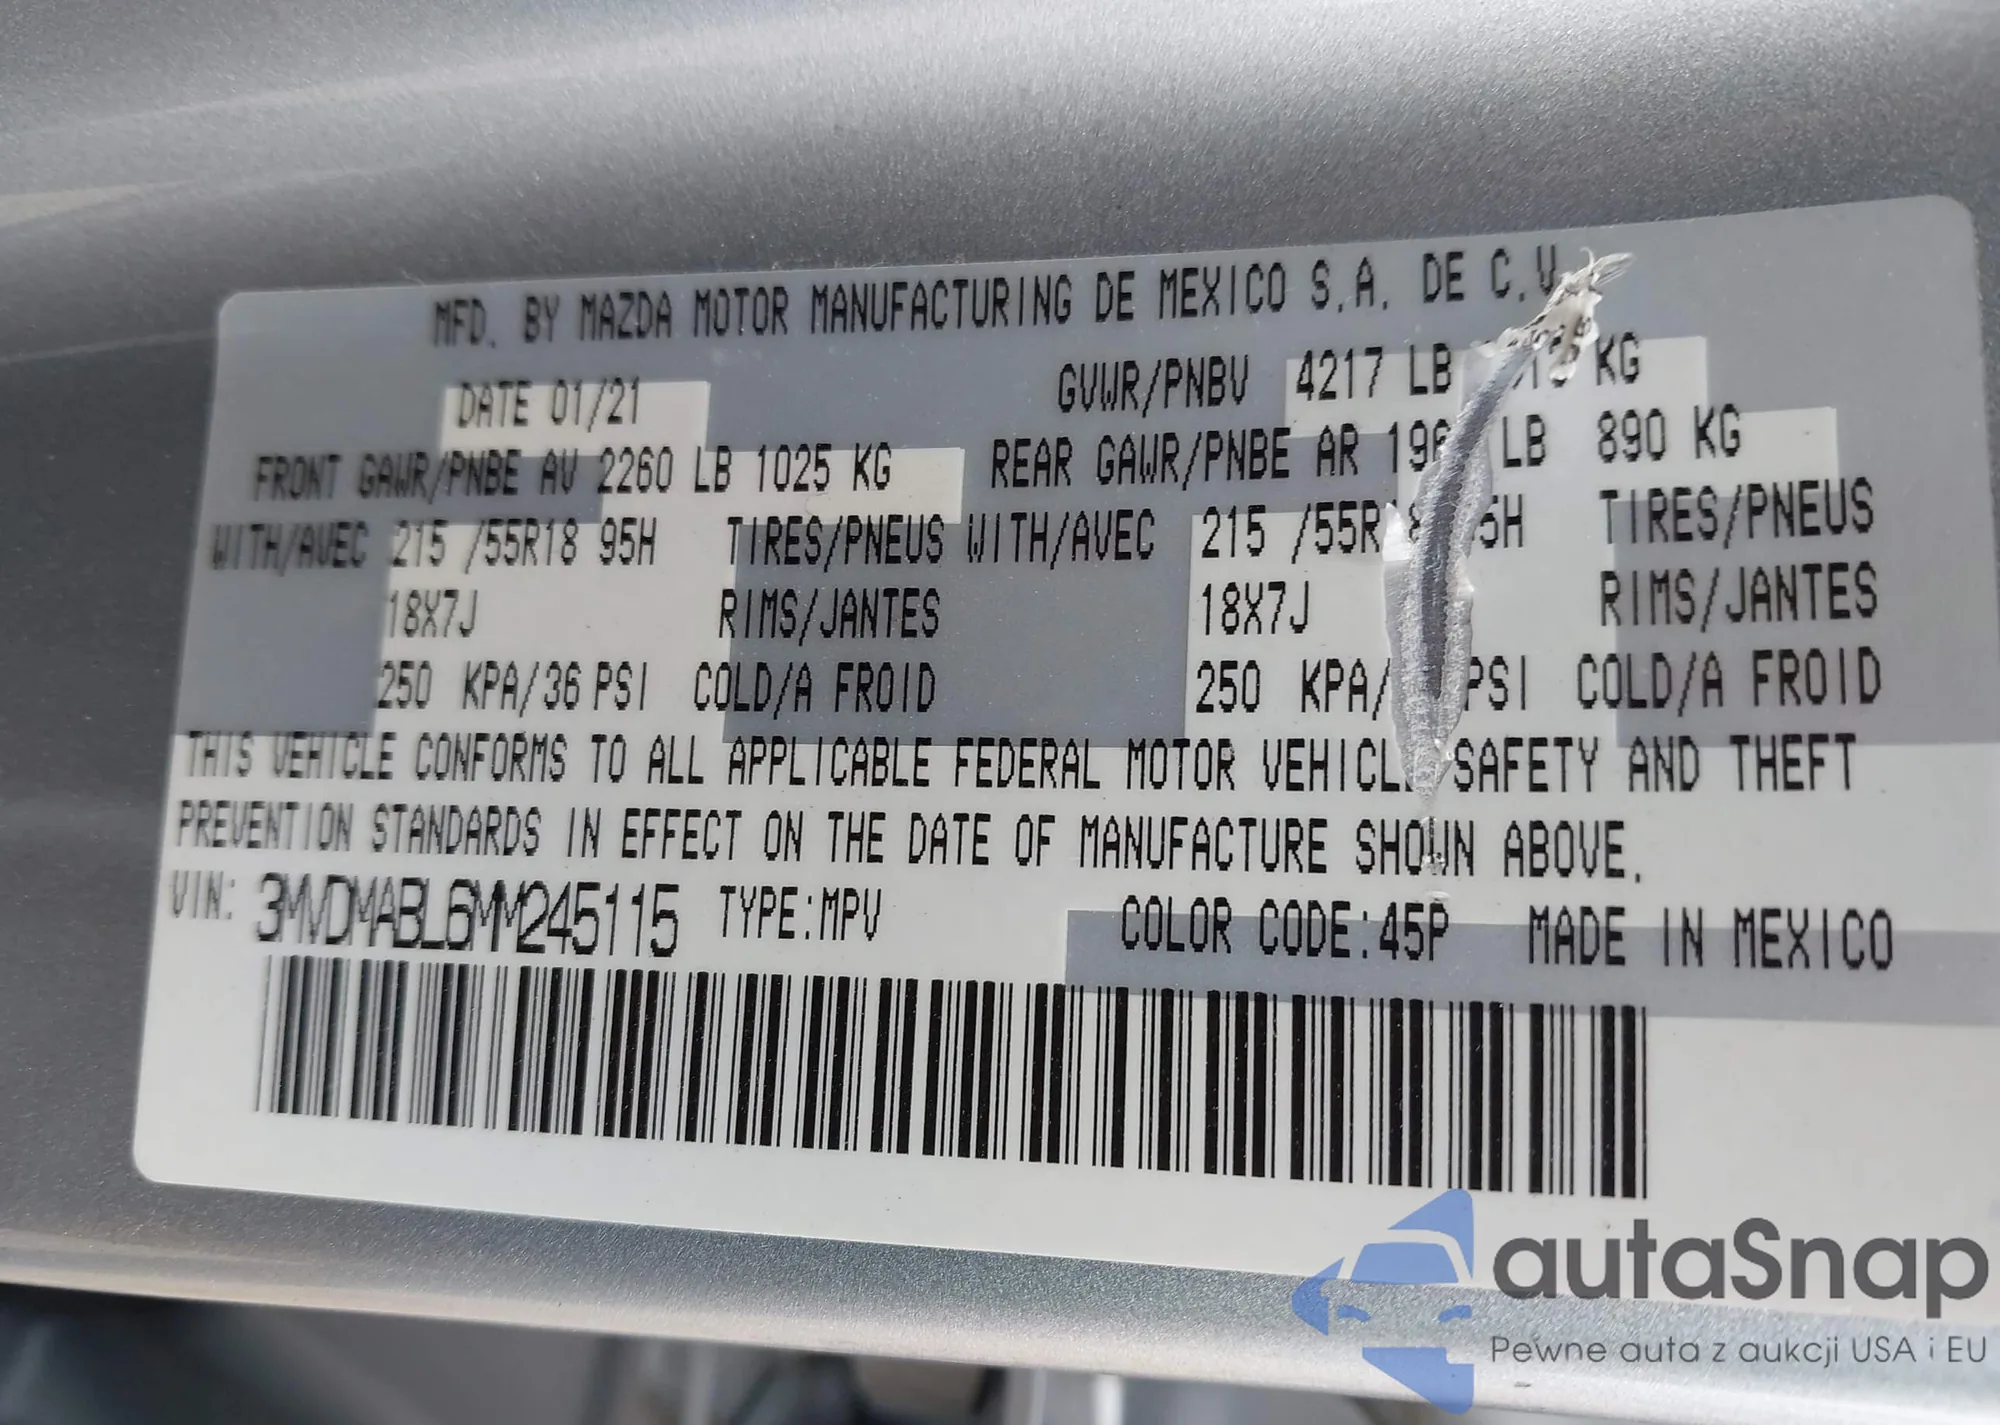 MFD. BY MAZDA MOTOR MANUFACTURING DE MEXICO S.A. DE C.V.
DATE 01/21 GVWR/PNBV 4217 LB KG
FRONT GAWR/PNBE AV 2260 LB 1025 KG REAR GAWR/PNBE AR LB 890 KG
WITH/AVEC 215 /55R18 95H TIRES/PNEUS WITH/AVEC 215 TIRES/PNEUS
18X7J RIMS/JANTES 18X7J RIMS/JANTES
250 KPA/36 PSI COLD/A FROID 250 KPA/ PSI COLD/A FROID
THIS VEHICLE CONFORMS TO ALL APPLICABLE FEDERAL MOTOR VEHICLE SAFETY AND THEFT
PREVENTION STANDARDS IN EFFECT ON THE DATE OF MANUFACTURE SHOWN ABOVE.
VIN: 3MVDMABL6MM245115 TYPE:MPV COLOR CODE:45P MADE IN MEXICO
autaSnap
Pewne auta z aukcji USA i EU